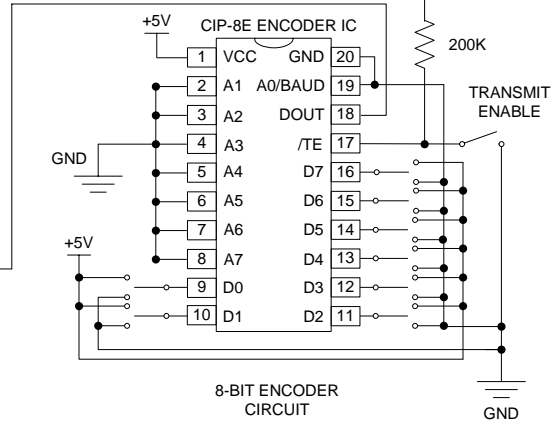 +5V
CIP-8E ENCODER IC
200K
1 VCC GND 20
2 A1 A0/BAUD 19
3 A2 DOUT 18
4 A3 /TE 17
5 A4 D7 16
6 A5 D6 15
7 A6 D5 14
8 A7 D4 13
9 D0 D3 12
10 D1 D2 11
TRANSMIT
ENABLE
GND
+5V
8-BIT ENCODER
CIRCUIT
GND